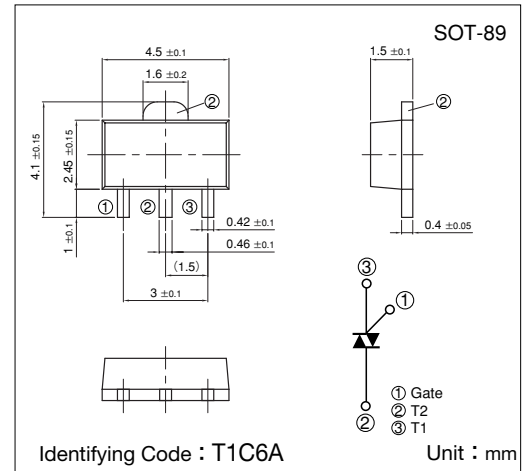 SOT-89
4.5 ±0.1
1.6 ±0.2
②
4.1 ±0.15
2.45 ±0.15
1 ±0.1
① ② ③
0.42 ±0.1
0.46 ±0.1
(1.5)
3 ±0.1
1.5 ±0.1
②
0.4 ±0.05
③
①
②
① Gate
② T2
③ T1
Identifying Code : T1C6A
Unit : mm